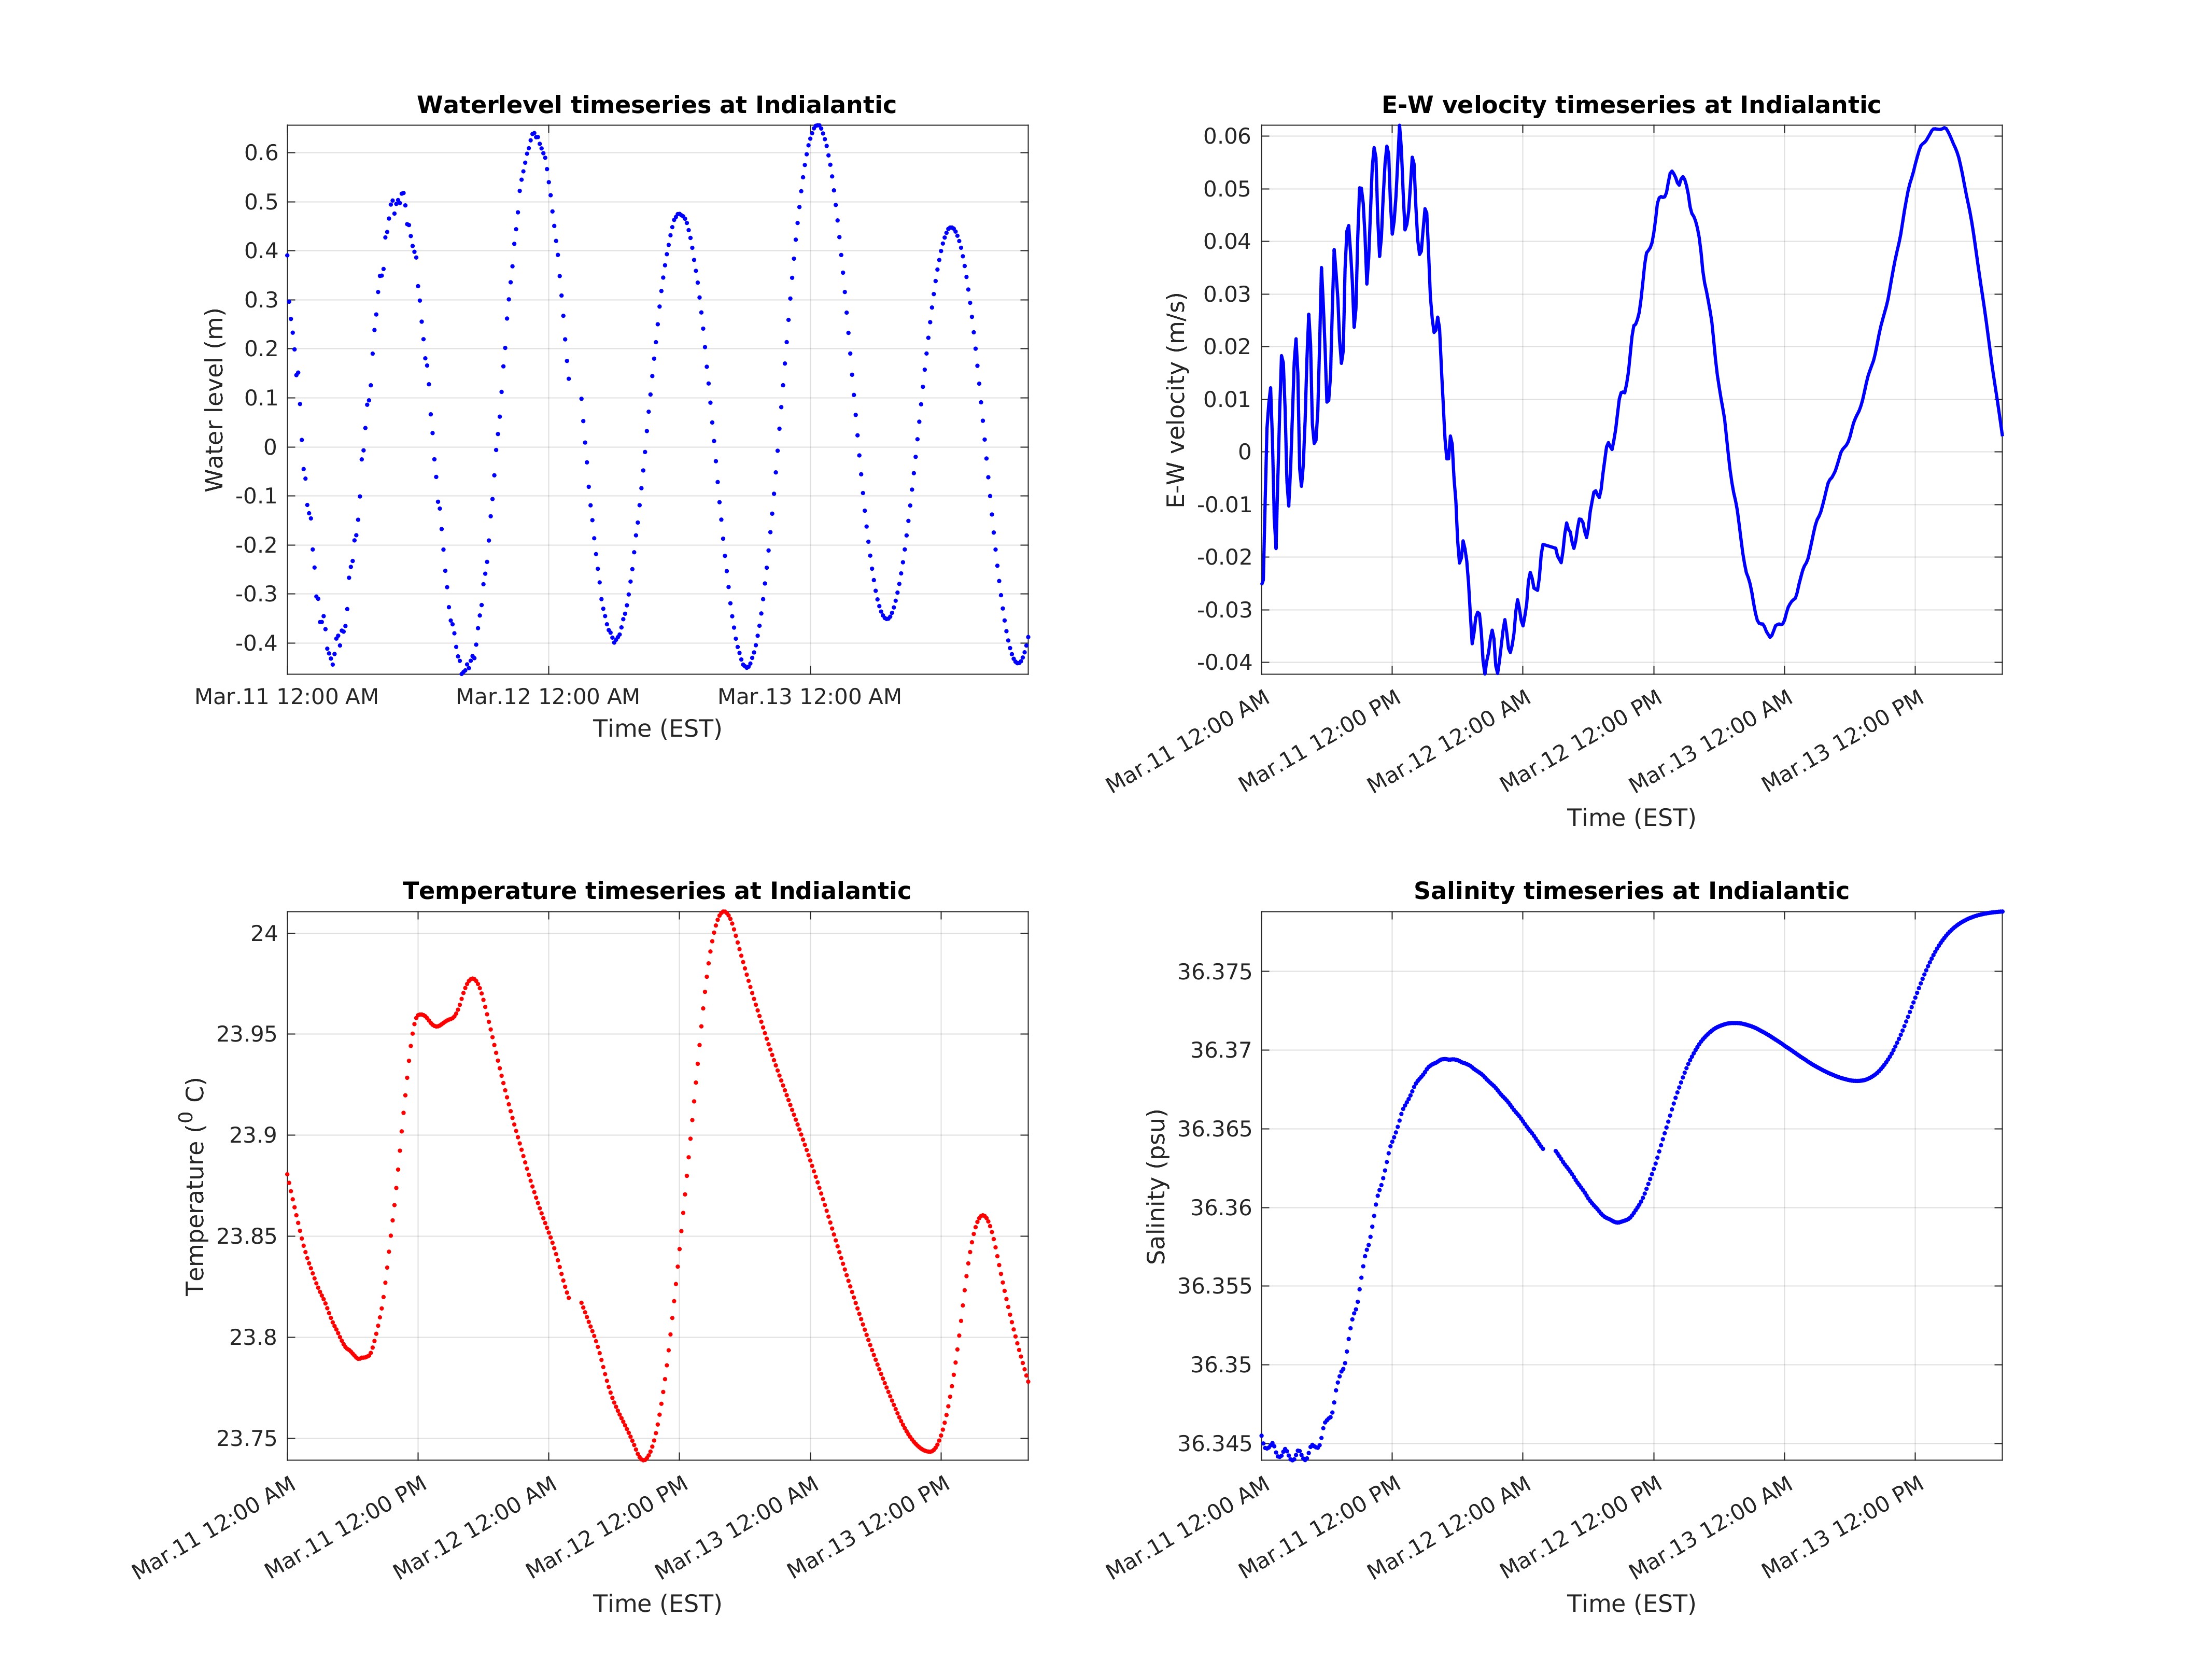 Waterlevel timeseries at Indialantic
0.6
0.5
0.4
0.3
0.2
0.1
0
-0.1
-0.2
-0.3
-0.4
Water level (m)
Mar.11 12:00 AM
Mar.12 12:00 AM
Mar.13 12:00 AM
Time (EST)
E-W velocity timeseries at Indialantic
0.06
0.05
0.04
0.03
0.02
0.01
0
-0.01
-0.02
-0.03
-0.04
E-W velocity (m/s)
Mar.11 12:00 AM
Mar.11 12:00 PM
Mar.12 12:00 AM
Mar.12 12:00 PM
Mar.13 12:00 AM
Mar.13 12:00 PM
Time (EST)
Temperature timeseries at Indialantic
24
23.95
23.9
23.85
23.8
23.75
Temperature (⁰ C)
Mar.11 12:00 AM
Mar.11 12:00 PM
Mar.12 12:00 AM
Mar.12 12:00 PM
Mar.13 12:00 AM
Mar.13 12:00 PM
Time (EST)
Salinity timeseries at Indialantic
36.375
36.37
36.365
36.36
36.355
36.35
36.345
Salinity (psu)
Mar.11 12:00 AM
Mar.11 12:00 PM
Mar.12 12:00 AM
Mar.12 12:00 PM
Mar.13 12:00 AM
Mar.13 12:00 PM
Time (EST)